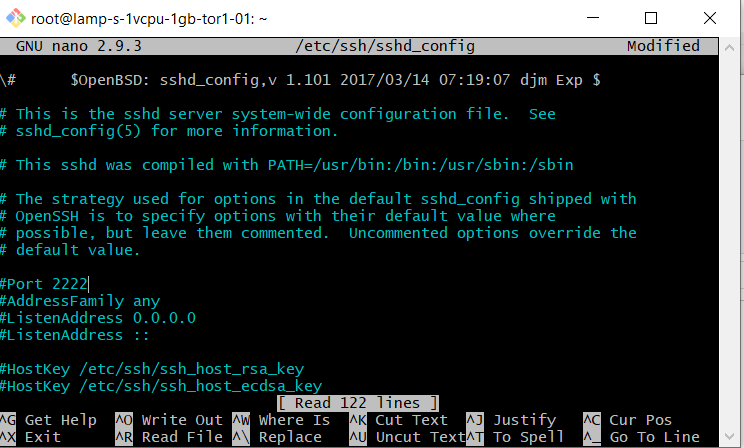 root@lamp-s-1vcpu-1gb-tor1-01: ~
GNU nano 2.9.3 /etc/ssh/sshd_config Modified
\# $OpenBSD: sshd_config,v 1.101 2017/03/14 07:19:07 djm Exp $
# This is the sshd server system-wide configuration file. See
# sshd_config(5) for more information.
# This sshd was compiled with PATH=/usr/bin:/bin:/usr/sbin:/sbin
# The strategy used for options in the default sshd_config shipped with
# OpenSSH is to specify options with their default value where
# possible, but leave them commented. Uncommented options override the
# default value.
#Port 2222
#AddressFamily any
#ListenAddress 0.0.0.0
#ListenAddress ::
#HostKey /etc/ssh/ssh_host_rsa_key
#HostKey /etc/ssh/ssh_host_ecdsa_key
[ Read 122 lines ]
^G Get Help ^O Write Out ^W Where Is ^K Cut Text ^J Justify ^C Cur Pos
^X Exit ^R Read File ^\ Replace ^U Uncut Text ^T To Spell ^_ Go To Line